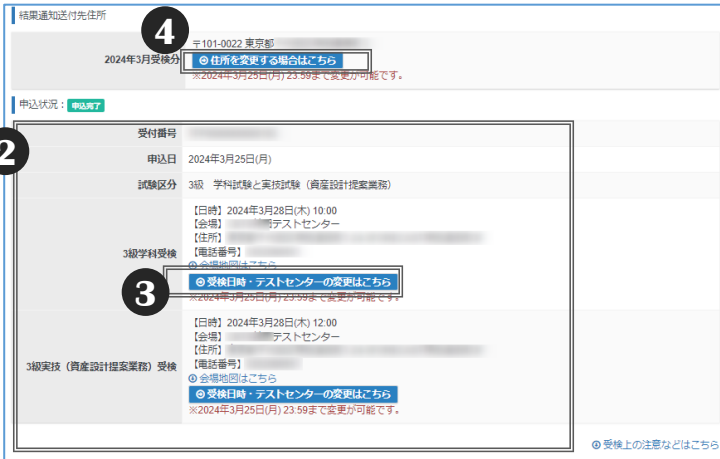 結果通知送付先住所
4
〒101-0022 東京都
2024年3月受検分
住所を変更する場合はこちら
※2024年3月25日(月) 23:59まで変更が可能です。
申込状況： 申込完了
2
受付番号
申込日 2024年3月25日(月)
試験区分 3級 学科試験と実技試験（資産設計提案業務）
【日時】2024年3月28日(木) 10:00
【会場】 テストセンター
【住所】
3級学科受検 【電話番号】
会場地図はこちら
3
受検日時・テストセンターの変更はこちら
※2024年3月25日(月) 23:59まで変更が可能です。
【日時】2024年3月28日(木) 12:00
【会場】 テストセンター
【住所】
3級実技（資産設計提案業務）受検 【電話番号】
会場地図はこちら
受検日時・テストセンターの変更はこちら
※2024年3月25日(月) 23:59まで変更が可能です。
受検上の注意などはこちら